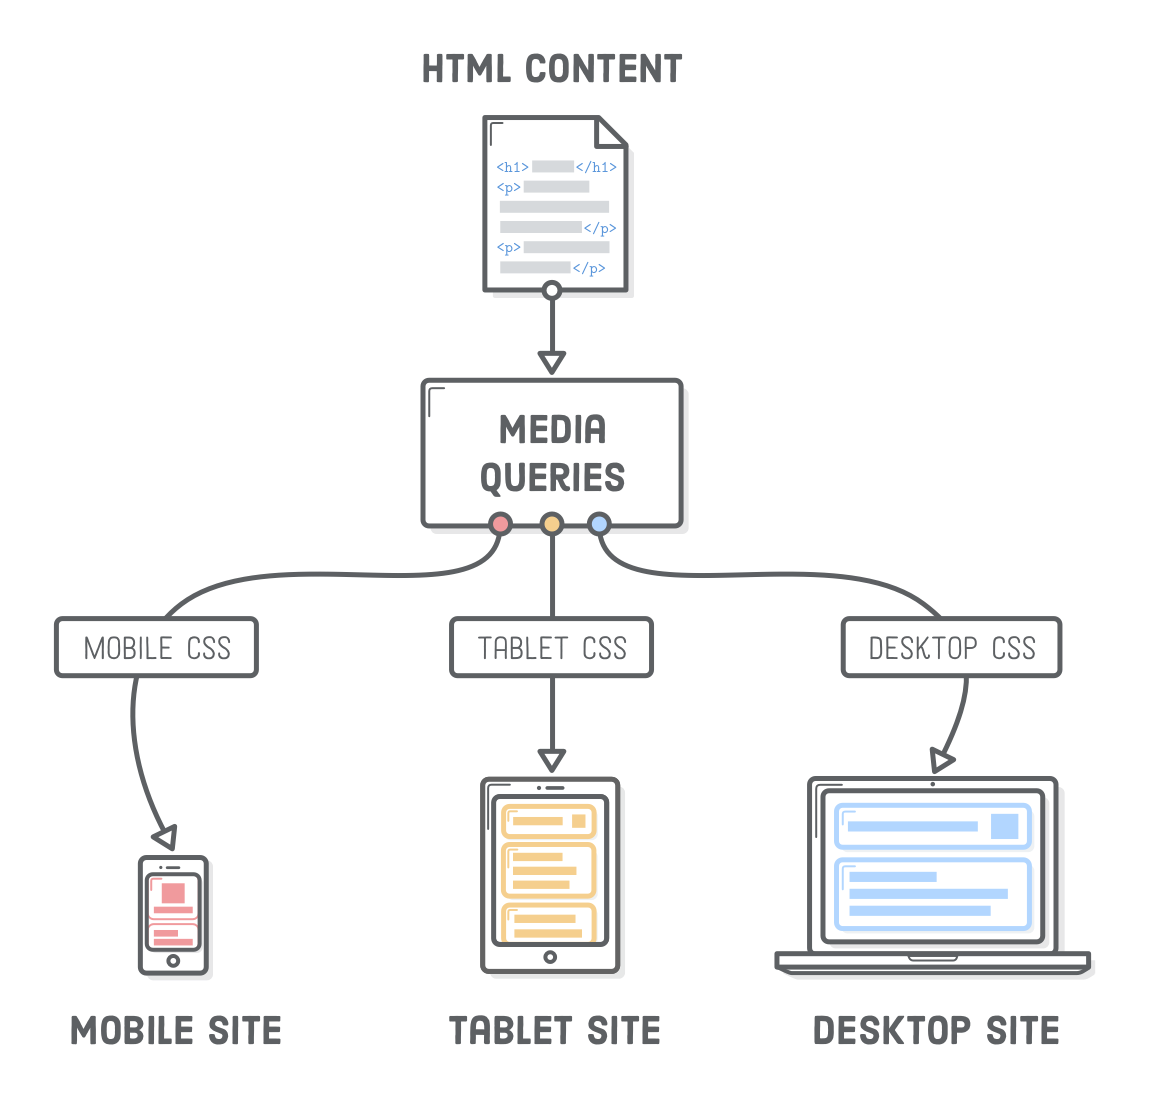 HTML CONTENT
<h1> </h1>
<p>
</p>
<p>
</p>
MEDIA
QUERIES
MOBILE CSS
TABLET CSS
DESKTOP CSS
MOBILE SITE
TABLET SITE
DESKTOP SITE